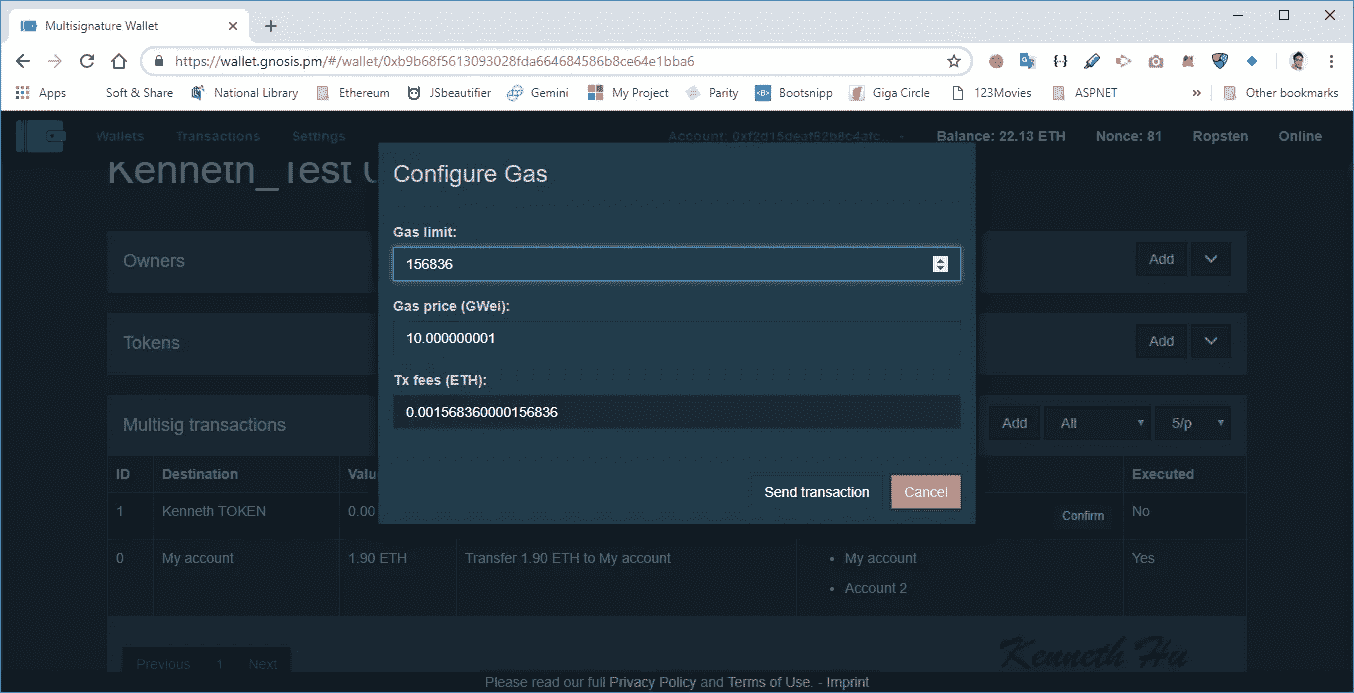 Multisignature Wallet
https://wallet.gnosis.pm/#/wallet/0xb9b68f5613093028fda664684586b8ce64e1bba6
Apps Soft & Share National Library Ethereum JSbeautifier Gemini My Project Parity Bootsnipp Giga Circle 123Movies ASPNET » Other bookmarks
Wallets Transactions Settings Account: Balance: 22.13 ETH Nonce: 81 Ropsten Online
Kenneth_Test
Configure Gas
Gas limit:
156836
Owners Add
Gas price (GWei):
10.000000001
Tokens Add
Tx fees (ETH):
0.001568360000156836
Multisig transactions Add All 5/p
ID Destination Valu Executed
Send transaction Cancel
1 Kenneth TOKEN 0.00 Confirm No
0 My account 1.90 ETH Transfer 1.90 ETH to My account • My account Yes
• Account 2
Previous 1 Next
Kenneth Hu
Please read our full Privacy Policy and Terms of Use. - Imprint